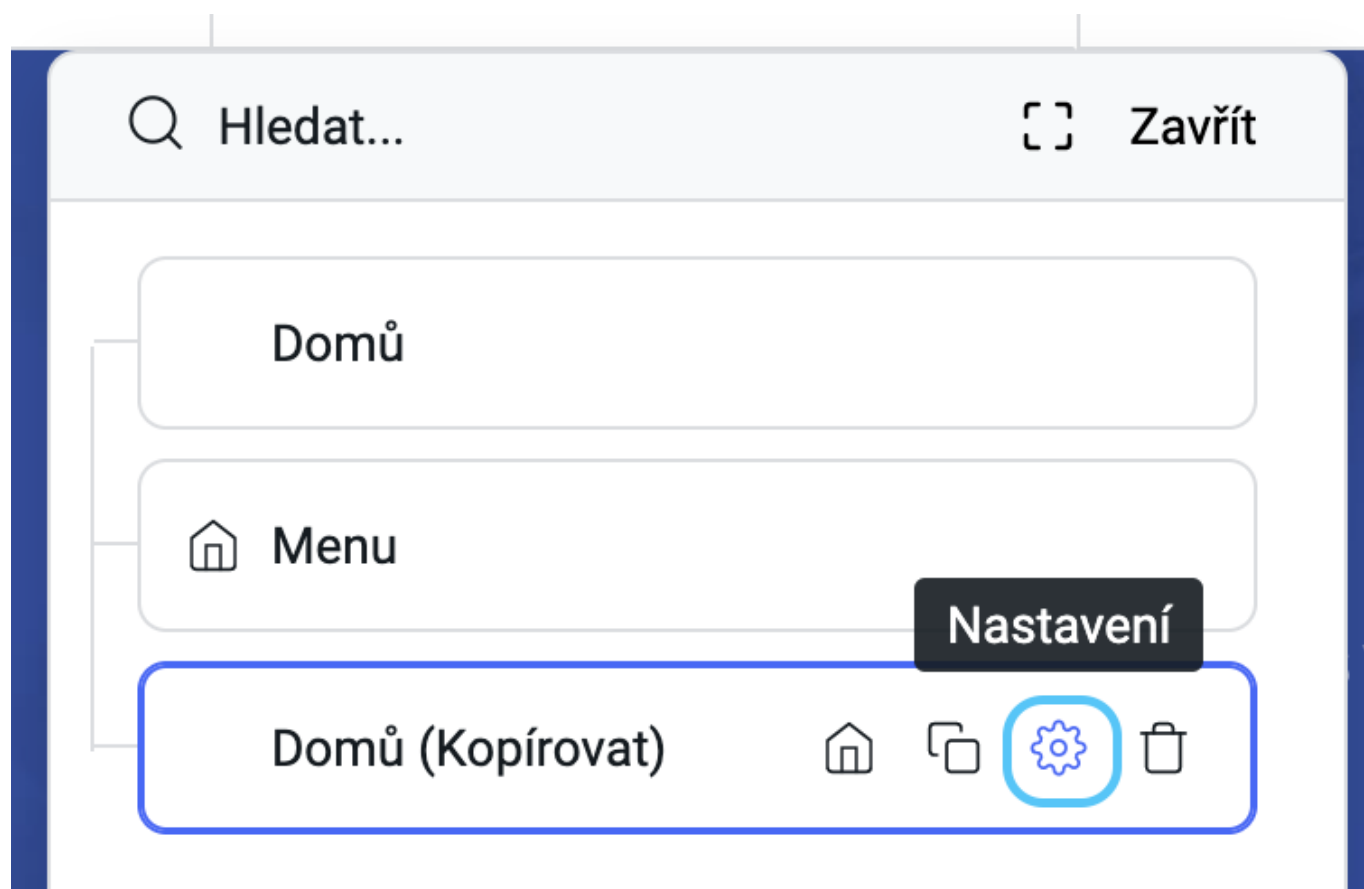 Hledat... Zavřít
Domů
Menu
Nastavení
Domů (Kopírovat)